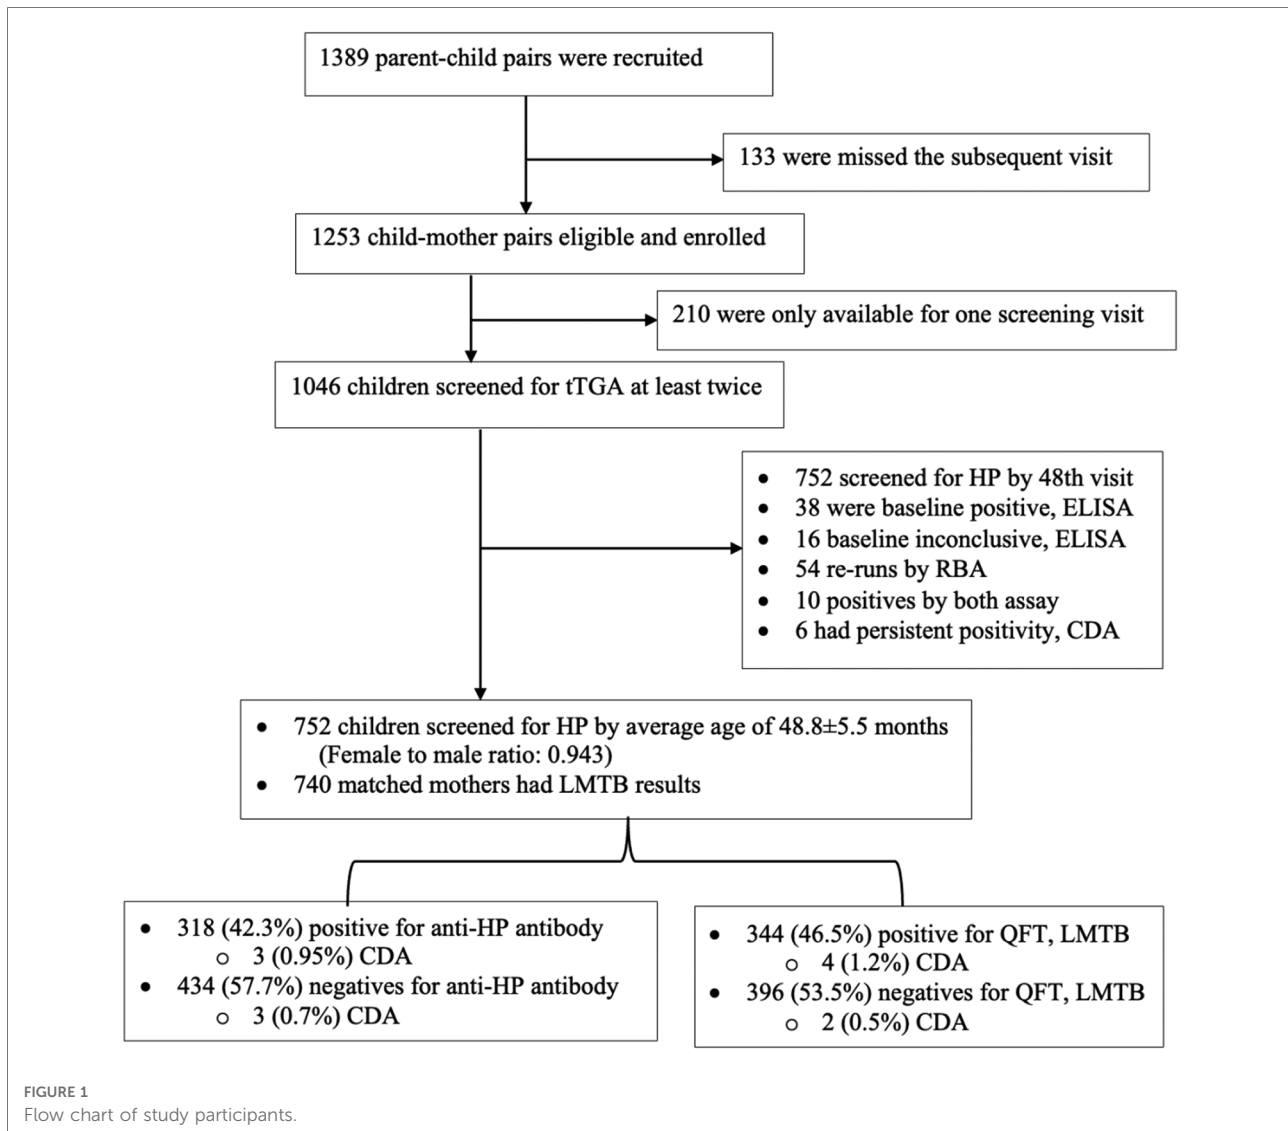 1389 parent-child pairs were recruited
133 were missed the subsequent visit
1253 child-mother pairs eligible and enrolled
210 were only available for one screening visit
1046 children screened for tTGA at least twice
• 752 screened for HP by 48th visit
• 38 were baseline positive, ELISA
• 16 baseline inconclusive, ELISA
• 54 re-runs by RBA
• 10 positives by both assay
• 6 had persistent positivity, CDA
• 752 children screened for HP by average age of 48.8±5.5 months
(Female to male ratio: 0.943)
• 740 matched mothers had LMTB results
• 318 (42.3%) positive for anti-HP antibody
o 3 (0.95%) CDA
• 434 (57.7%) negatives for anti-HP antibody
o 3 (0.7%) CDA
• 344 (46.5%) positive for QFT, LMTB
o 4 (1.2%) CDA
• 396 (53.5%) negatives for QFT, LMTB
o 2 (0.5%) CDA
FIGURE 1
Flow chart of study participants.